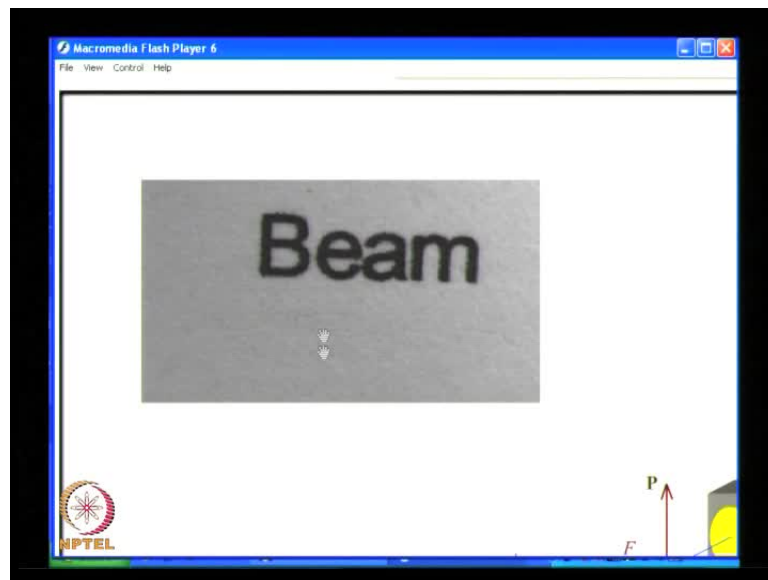 Macromedia Flash Player 6
File View Control Help
Beam
P
F
NPTEL